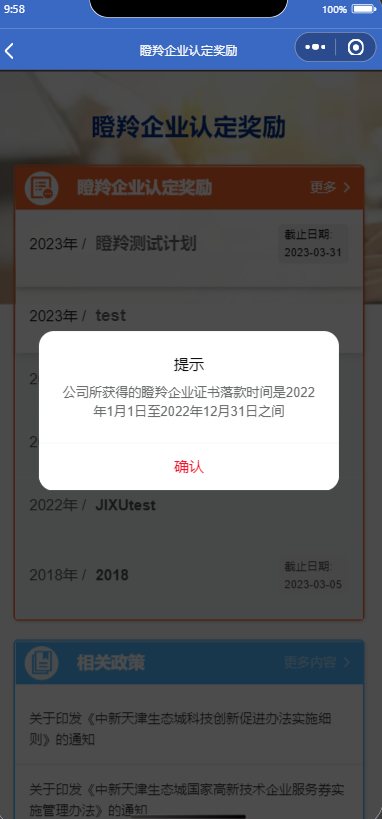 9:58
100%
瞪羚企业认定奖励
瞪羚企业认定奖励
瞪羚企业认定奖励
更多
2023年 / 瞪羚测试计划
截止日期:
2023-03-31
2023年 / test
提示
公司所获得的瞪羚企业证书落款时间是2022
年1月1日至2022年12月31日之间
确认
2022年 / JIXUtest
2018年 / 2018
截止日期:
2023-03-05
相关政策
更多内容
关于印发《中新天津生态城科技创新促进办法实施细
则》的通知
关于印发《中新天津生态城国家高新技术企业服务券实
施管理办法》的通知